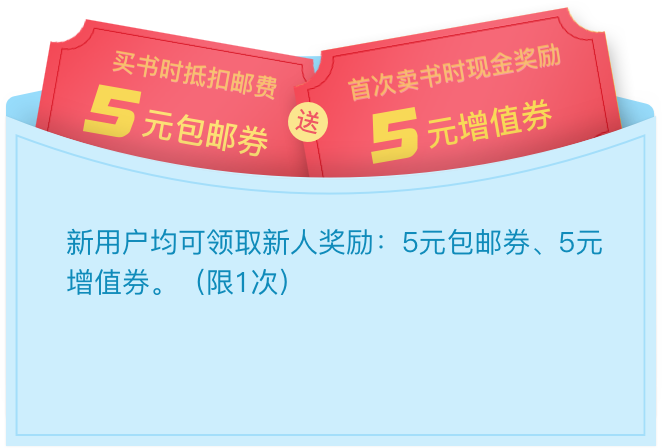 买书时抵扣邮费
5元包邮券
送
首次卖书时现金奖励
5元增值券
新用户均可领取新人奖励：5元包邮券、5元
增值券。（限1次）